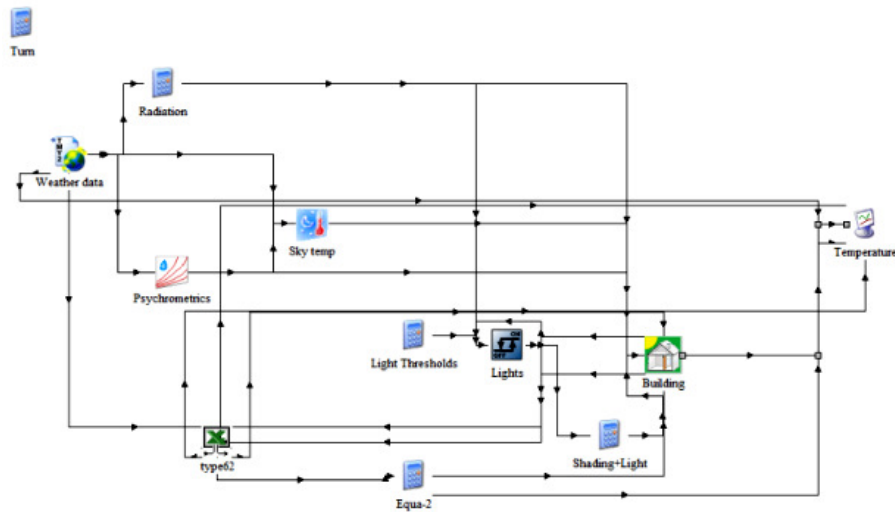 Turn
Radiation
Weather data
Sky temp
Temperature
Psychrometrics
Light Thresholds
Lights
Building
type62
Shading+Light
Equa-2